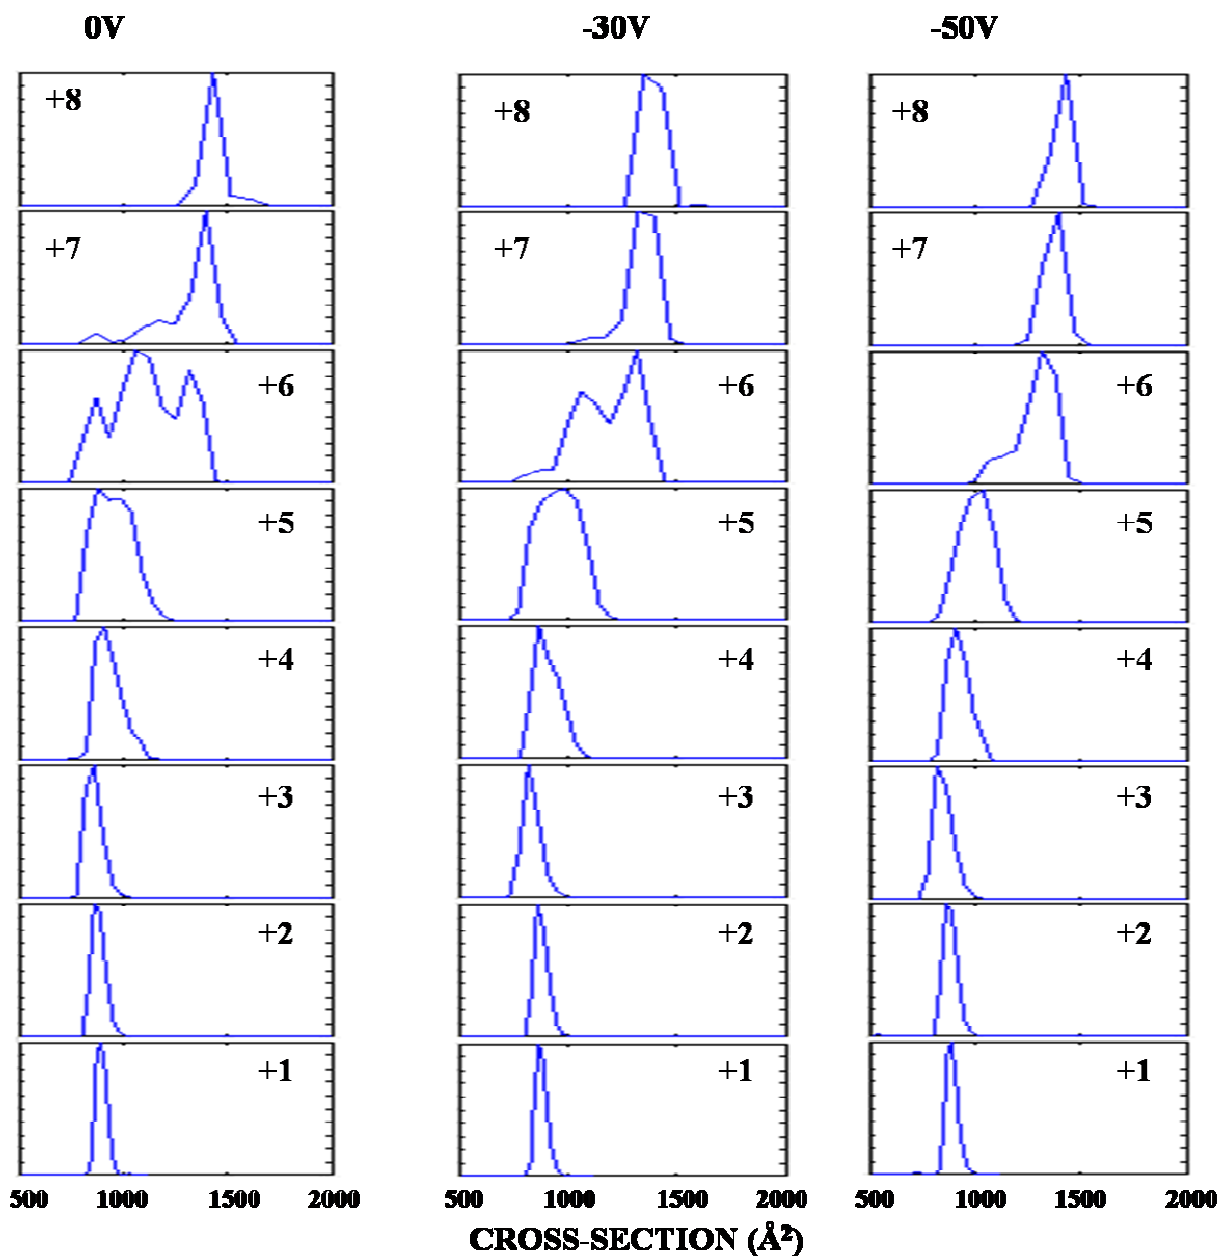 0V -30V -50V
+8 +8 +8
+7 +7 +7
+6 +6 +6
+5 +5 +5
+4 +4 +4
+3 +3 +3
+2 +2 +2
+1 +1 +1
500 1000 1500 2000 500 1000 1500 2000 500 1000 1500 2000
CROSS-SECTION (Å²)